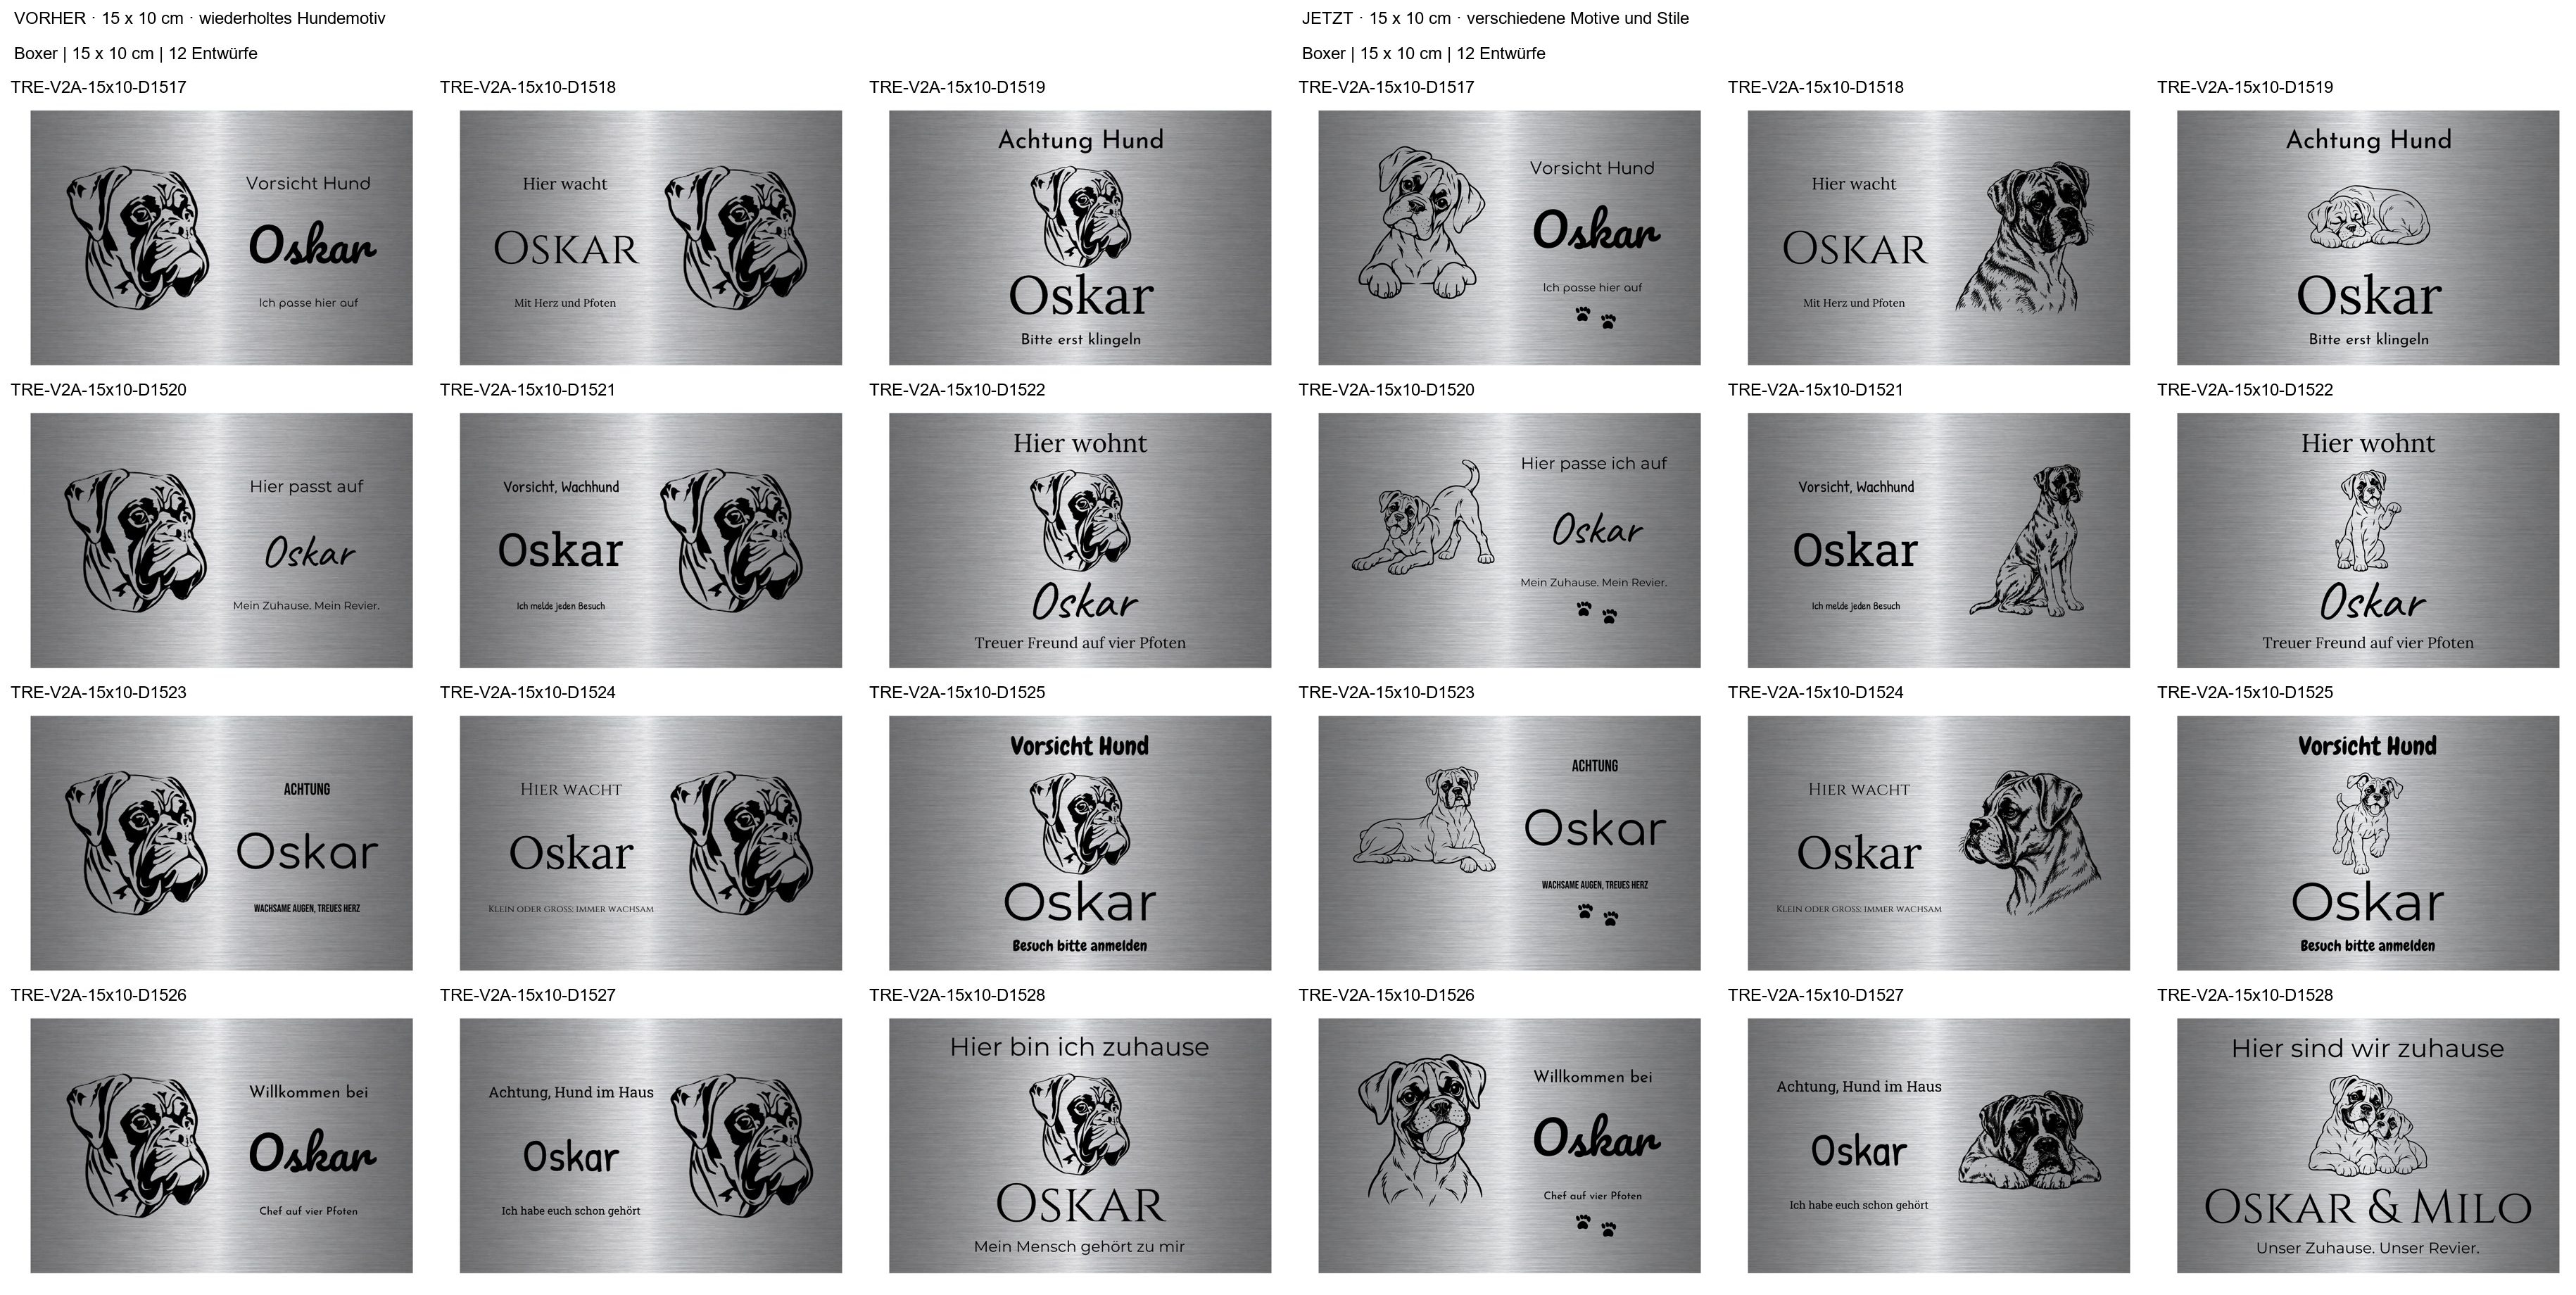 VORHER · 15 x 10 cm · wiederholtes Hundemotiv
Boxer | 15 x 10 cm | 12 Entwürfe
TRE-V2A-15x10-D1517
Vorsicht Hund
Oskar
Ich passe hier auf
TRE-V2A-15x10-D1518
Hier wacht
OSKAR
Mit Herz und Pfoten
TRE-V2A-15x10-D1519
Achtung Hund
Oskar
Bitte erst klingeln
TRE-V2A-15x10-D1520
Hier passt auf
Oskar
Mein Zuhause. Mein Revier.
TRE-V2A-15x10-D1521
Vorsicht, Wachhund
Oskar
Ich melde jeden Besuch
TRE-V2A-15x10-D1522
Hier wohnt
Oskar
Treuer Freund auf vier Pfoten
TRE-V2A-15x10-D1523
ACHTUNG
Oskar
WACHSAME AUGEN, TREUES HERZ
TRE-V2A-15x10-D1524
HIER WACHT
Oskar
KLEIN ODER GROSS: IMMER WACHSAM
TRE-V2A-15x10-D1525
Vorsicht Hund
Oskar
Besuch bitte anmelden
TRE-V2A-15x10-D1526
Willkommen bei
Oskar
Chef auf vier Pfoten
TRE-V2A-15x10-D1527
Achtung, Hund im Haus
Oskar
Ich habe euch schon gehört
TRE-V2A-15x10-D1528
Hier bin ich zuhause
OSKAR
Mein Mensch gehört zu mir
JETZT · 15 x 10 cm · verschiedene Motive und Stile
Boxer | 15 x 10 cm | 12 Entwürfe
TRE-V2A-15x10-D1517
Vorsicht Hund
Oskar
Ich passe hier auf
TRE-V2A-15x10-D1518
Hier wacht
OSKAR
Mit Herz und Pfoten
TRE-V2A-15x10-D1519
Achtung Hund
Oskar
Bitte erst klingeln
TRE-V2A-15x10-D1520
Hier passe ich auf
Oskar
Mein Zuhause. Mein Revier.
TRE-V2A-15x10-D1521
Vorsicht, Wachhund
Oskar
Ich melde jeden Besuch
TRE-V2A-15x10-D1522
Hier wohnt
Oskar
Treuer Freund auf vier Pfoten
TRE-V2A-15x10-D1523
ACHTUNG
Oskar
WACHSAME AUGEN, TREUES HERZ
TRE-V2A-15x10-D1524
HIER WACHT
Oskar
KLEIN ODER GROSS: IMMER WACHSAM
TRE-V2A-15x10-D1525
Vorsicht Hund
Oskar
Besuch bitte anmelden
TRE-V2A-15x10-D1526
Willkommen bei
Oskar
Chef auf vier Pfoten
TRE-V2A-15x10-D1527
Achtung, Hund im Haus
Oskar
Ich habe euch schon gehört
TRE-V2A-15x10-D1528
Hier sind wir zuhause
OSKAR & MILO
Unser Zuhause. Unser Revier.